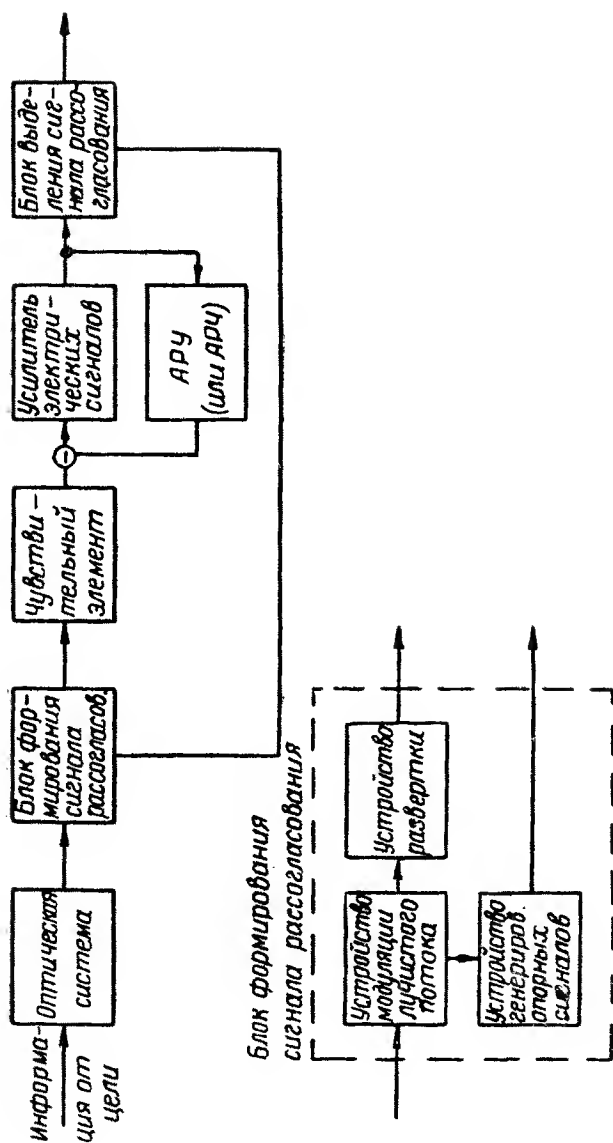 Информа-
ция от
цели
Оптическая
система
Блок фор-
мирования
сигнала
рассогласов.
Чувстви-
тельный
элемент
Усилитель
электри-
ческих
сигналов
АРУ
(или АРЧ)
Блок выде-
ления сиг-
нала рассо-
гласования
Блок формирования
сигнала рассогласования
Устройство
модуляции
лучистого
потока
Устройство
развертки
Устройство
генериров.
опорных
сигналов